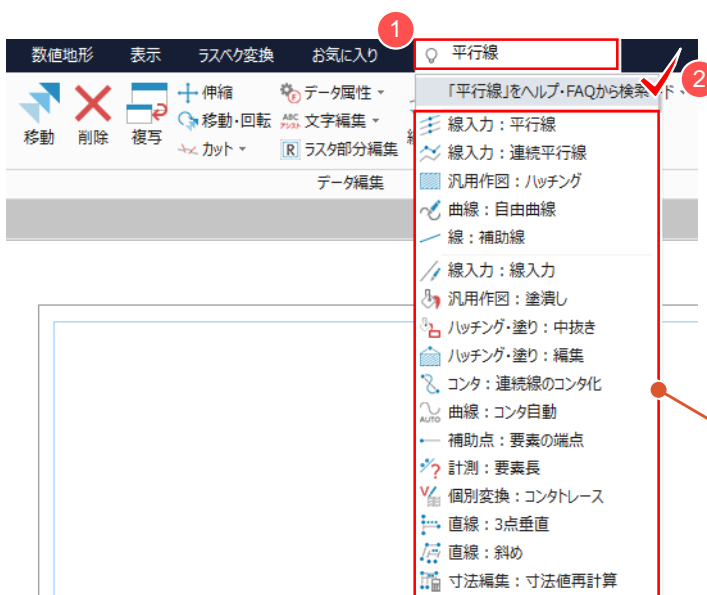 1
数値地形 表示 ラスベク変換 お気に入り 平行線
2
「平行線」をヘルプ・FAQから検索 ド
移動 削除 複写
伸縮 データ属性
移動・回転 ABC アシスト 文字編集
カット R ラスタ部分編集
データ編集
線入力：平行線
線入力：連続平行線
汎用作図：ハッチング
曲線：自由曲線
線：補助線
線入力：線入力
汎用作図：塗潰し
ハッチング・塗り：中抜き
ハッチング・塗り：編集
コンタ：連続線のコンタ化
AUTO 曲線：コンタ自動
補助点：要素の端点
計測：要素長
個別変換：コンタトレース
直線：3点垂直
直線：斜め
寸法編集：寸法値再計算